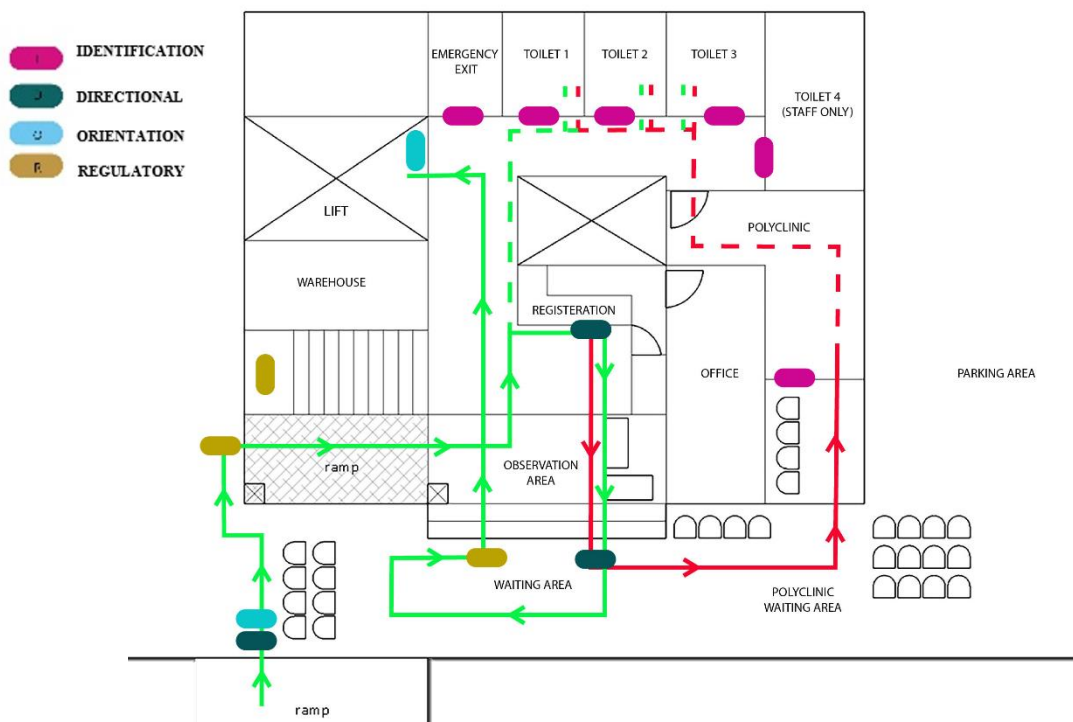 IDENTIFICATION
DIRECTIONAL
ORIENTATION
REGULATORY
EMERGENCY
EXIT
TOILET 1
TOILET 2
TOILET 3
TOILET 4
(STAFF ONLY)
LIFT
POLYCLINIC
WAREHOUSE
REGISTERATION
OFFICE
PARKING AREA
ramp
OBSERVATION
AREA
WAITING AREA
POLYCLINIC
WAITING AREA
ramp